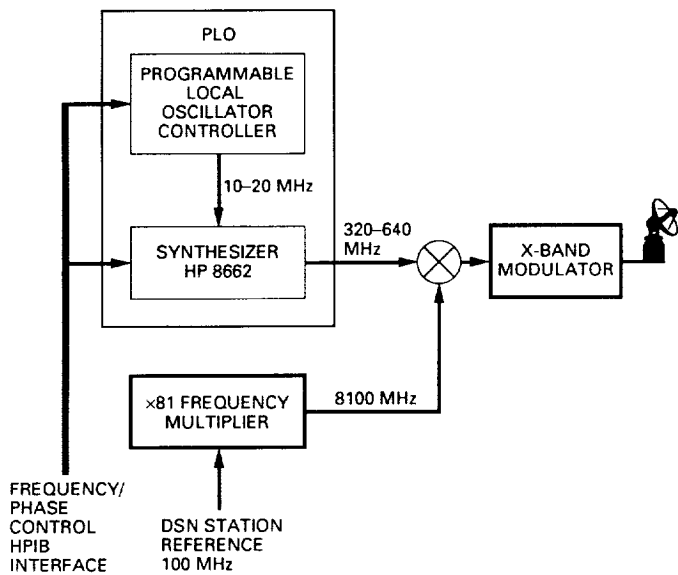 PLO
PROGRAMMABLE
LOCAL
OSCILLATOR
CONTROLLER
10–20 MHz
SYNTHESIZER
HP 8662
320–640
MHz
X-BAND
MODULATOR
×81 FREQUENCY
MULTIPLIER
8100 MHz
FREQUENCY/
PHASE
CONTROL
HPIB
INTERFACE
DSN STATION
REFERENCE
100 MHz